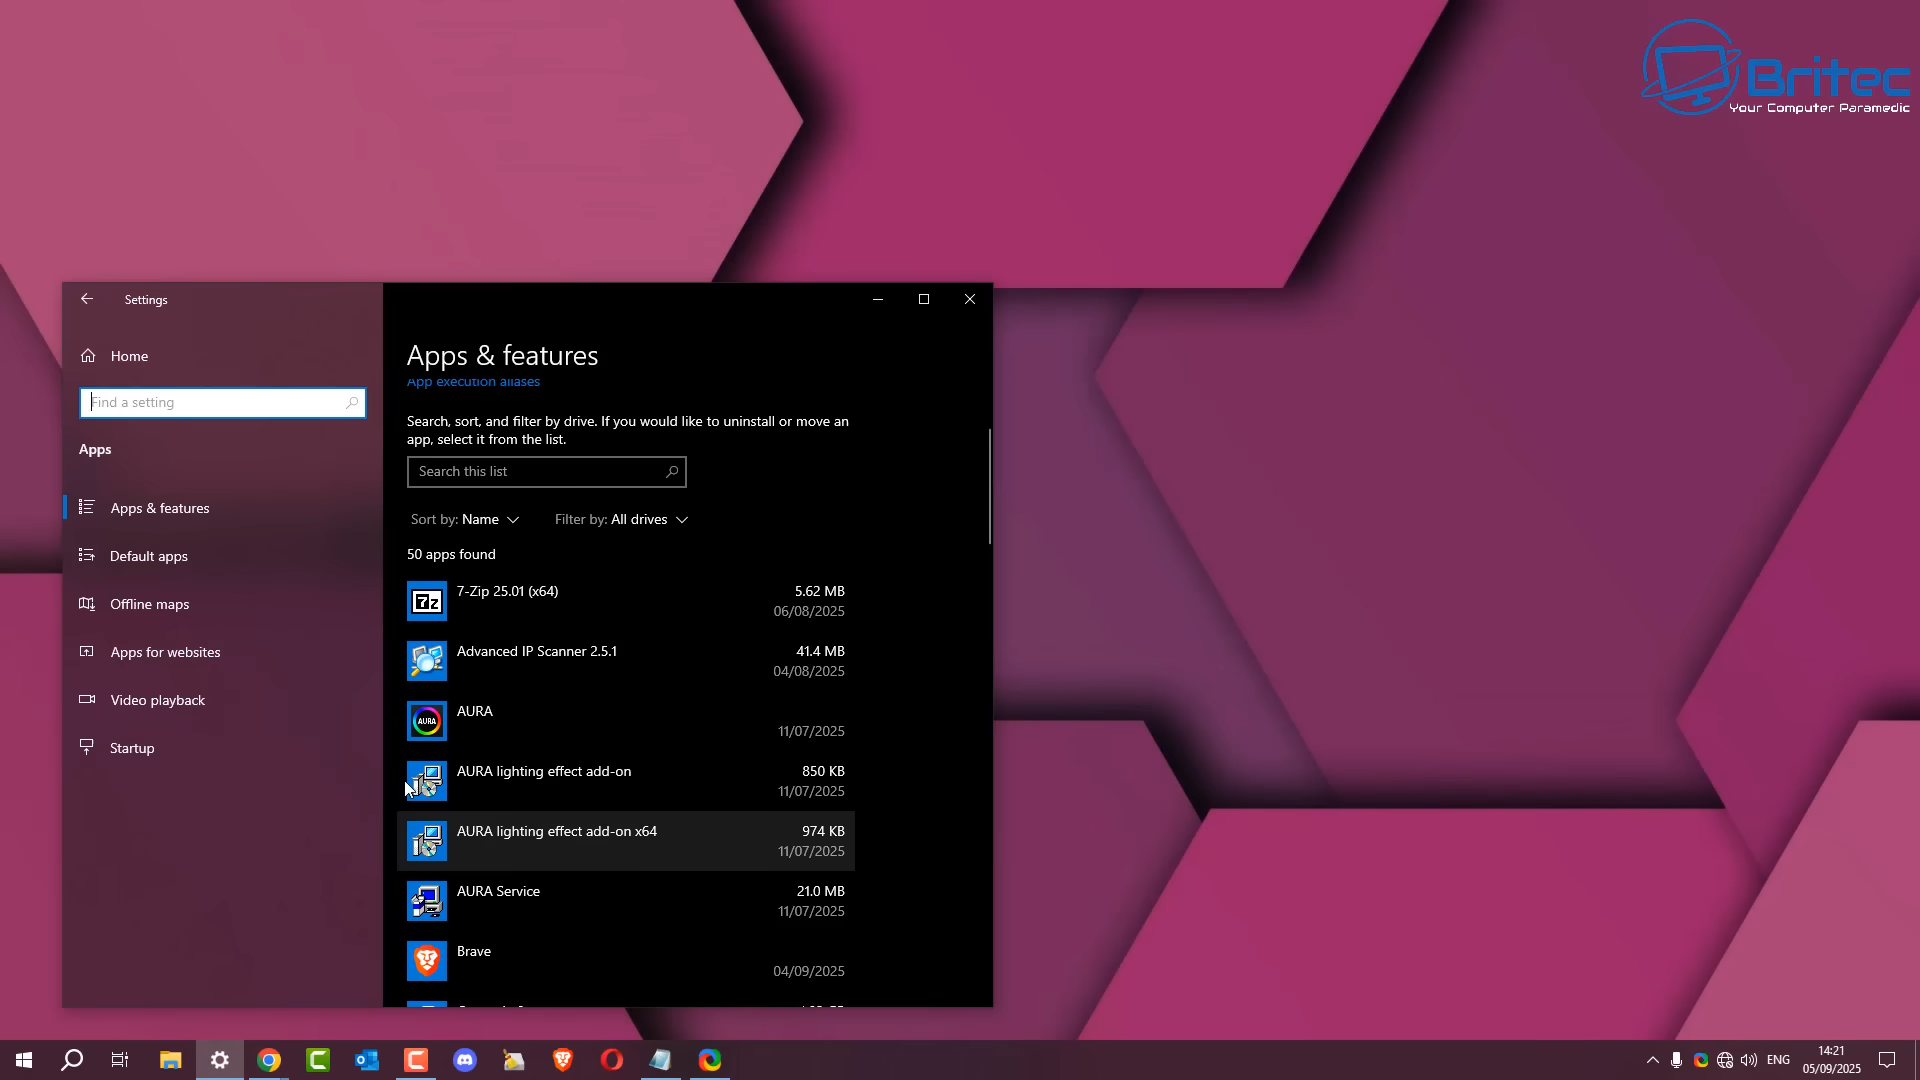 Britec
Your Computer Paramedic
Settings
Home
Find a setting
Apps
Apps & features
Default apps
Offline maps
Apps for websites
Video playback
Startup
Apps & features
App execution aliases
Search, sort, and filter by drive. If you would like to uninstall or move an
app, select it from the list.
Search this list
Sort by: Name
Filter by: All drives
50 apps found
7z
7-Zip 25.01 (x64)
5.62 MB
06/08/2025
Advanced IP Scanner 2.5.1
41.4 MB
04/08/2025
AURA
AURA
11/07/2025
AURA lighting effect add-on
850 KB
11/07/2025
AURA lighting effect add-on x64
974 KB
11/07/2025
AURA Service
21.0 MB
11/07/2025
Brave
04/09/2025
ENG
14:21
05/09/2025